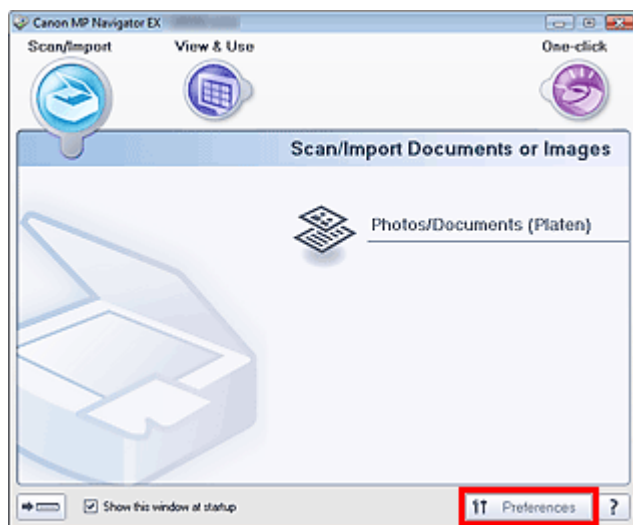 Canon MP Navigator EX
Scan/Import View & Use One-click
Scan/Import Documents or Images
Photos/Documents (Platen)
Show this window at startup Preferences ?